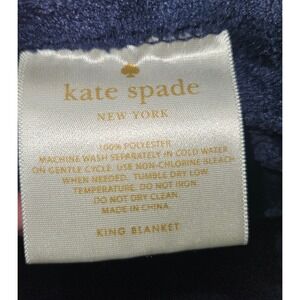 kate spade
NEW YORK
100% POLYESTER
MACHINE WASH SEPARATELY IN COLD WATER
ON GENTLE CYCLE. USE NON-CHLORINE BLEACH
WHEN NEEDED. TUMBLE DRY LOW
TEMPERATURE. DO NOT IRON.
DO NOT DRY CLEAN.
MADE IN CHINA.
KING BLANKET